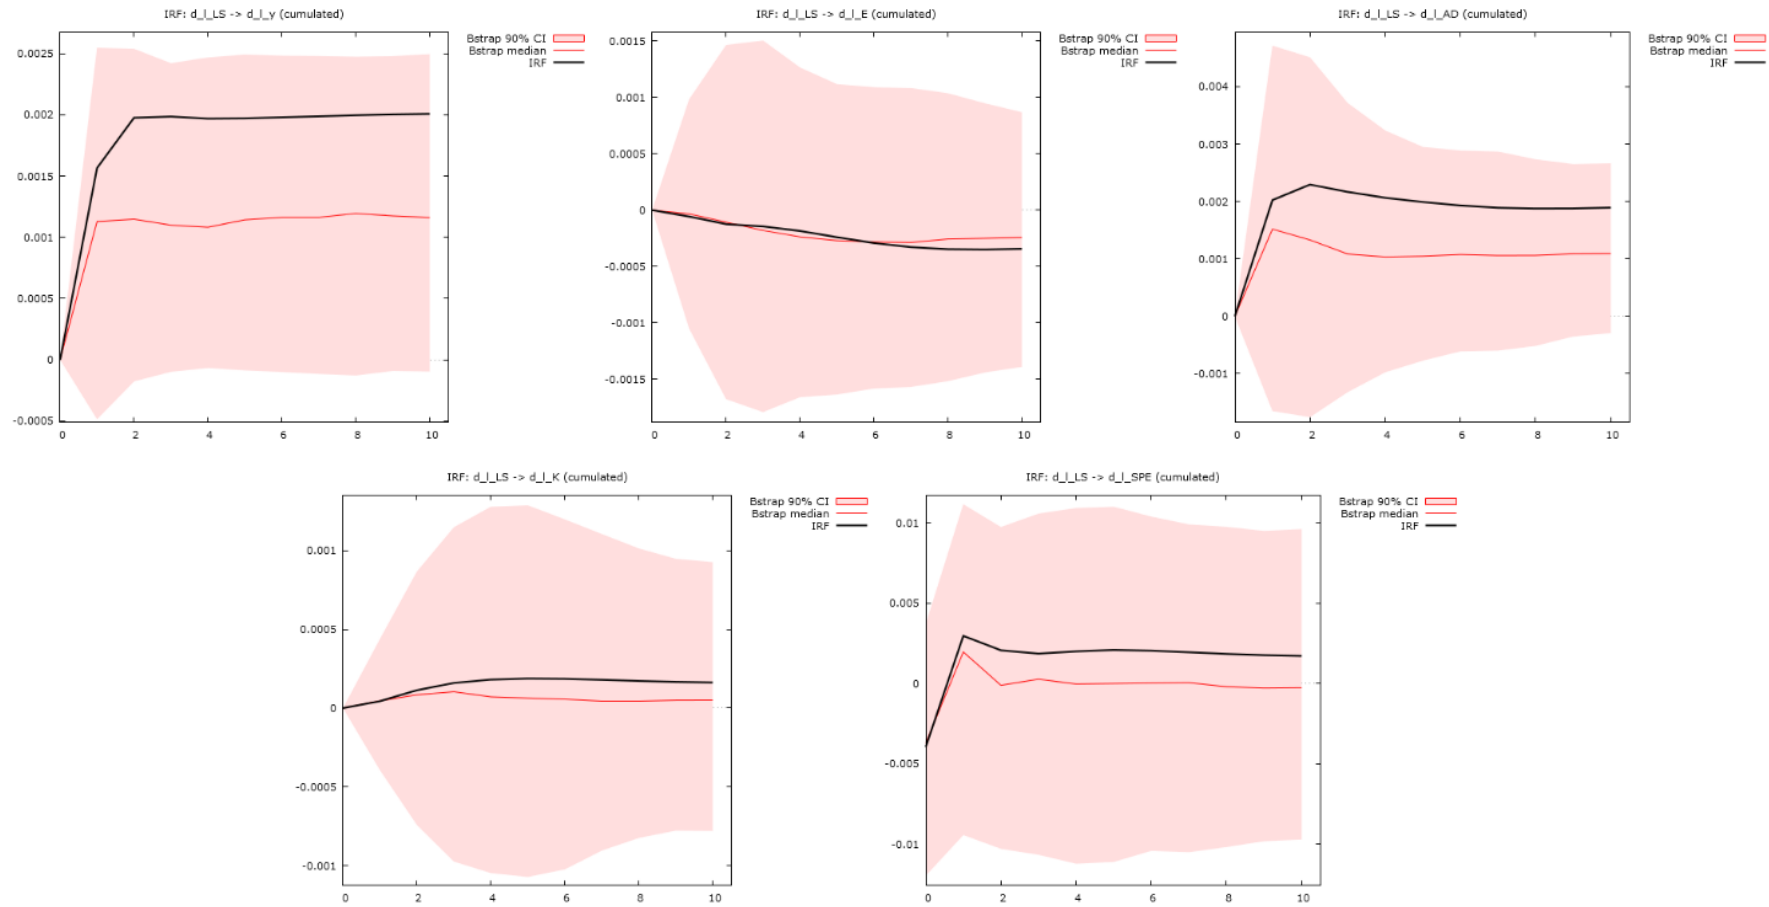 IRF: d_l_LS -> d_l_y (cumulated)
Bstrap 90% CI
Bstrap median
IRF
0.0025
0.002
0.0015
0.001
0.0005
0
-0.0005
0 2 4 6 8 10
IRF: d_l_LS -> d_l_E (cumulated)
Bstrap 90% CI
Bstrap median
IRF
0.0015
0.001
0.0005
0
-0.0005
-0.001
-0.0015
0 2 4 6 8 10
IRF: d_l_LS -> d_l_AD (cumulated)
Bstrap 90% CI
Bstrap median
IRF
0.004
0.003
0.002
0.001
0
-0.001
0 2 4 6 8 10
IRF: d_l_LS -> d_l_K (cumulated)
Bstrap 90% CI
Bstrap median
IRF
0.001
0.0005
0
-0.0005
-0.001
0 2 4 6 8 10
IRF: d_l_LS -> d_l_SPE (cumulated)
Bstrap 90% CI
Bstrap median
IRF
0.01
0.005
0
-0.005
-0.01
0 2 4 6 8 10